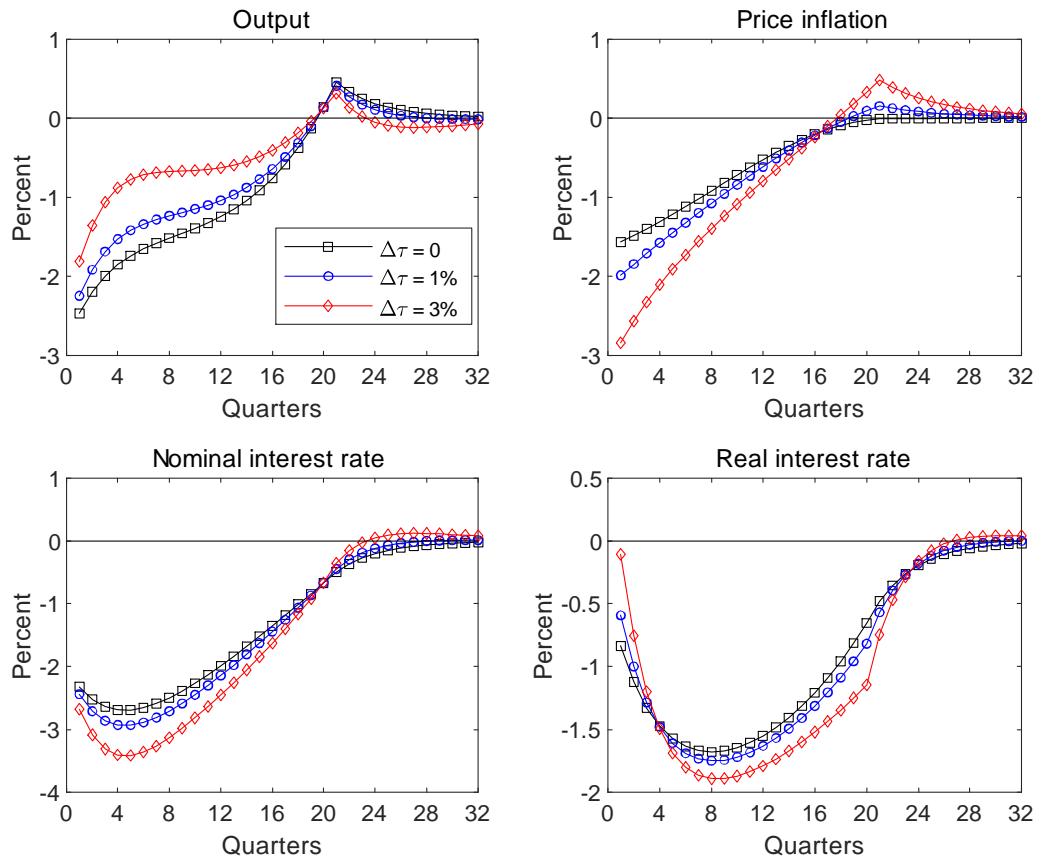 Output
1
0
-1
-2
-3
Percent
0 4 8 12 16 20 24 28 32
Quarters
Δτ = 0
Δτ = 1%
Δτ = 3%
Price inflation
1
0
-1
-2
-3
Percent
0 4 8 12 16 20 24 28 32
Quarters
Nominal interest rate
1
0
-1
-2
-3
-4
Percent
0 4 8 12 16 20 24 28 32
Quarters
Real interest rate
0.5
0
-0.5
-1
-1.5
-2
Percent
0 4 8 12 16 20 24 28 32
Quarters